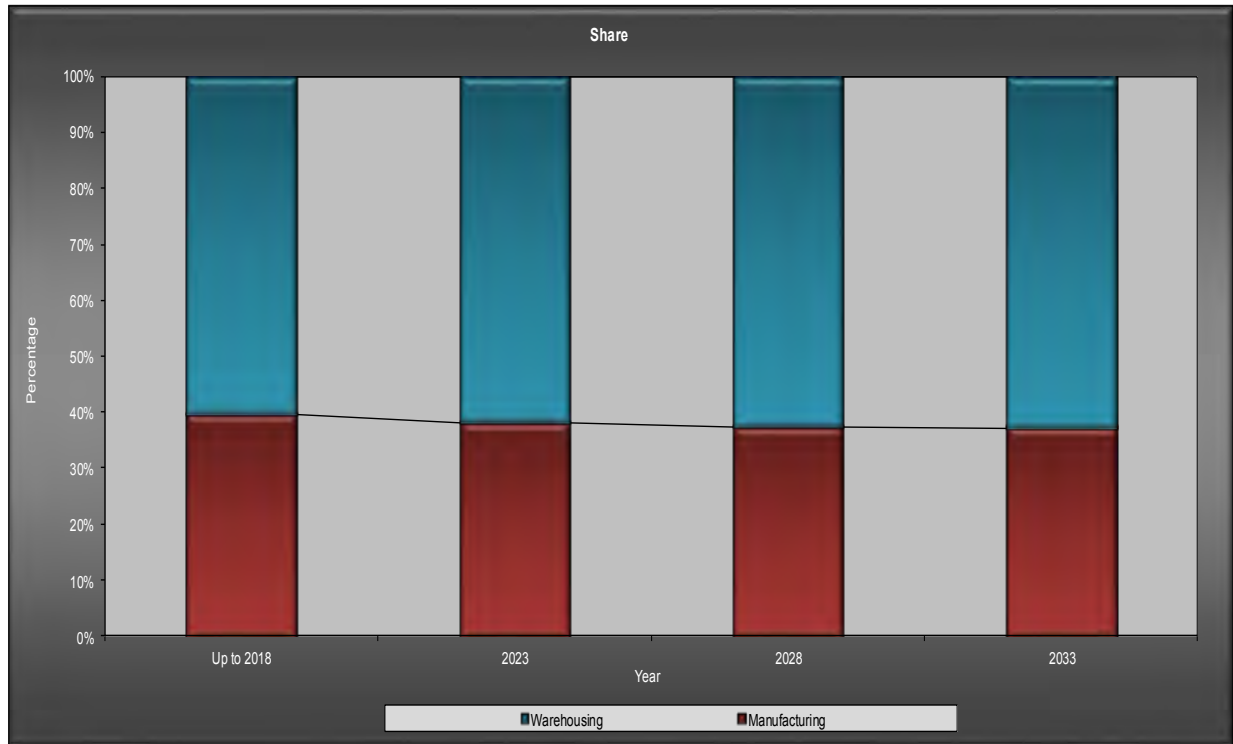 Share
100%
90%
80%
70%
60%
50%
40%
30%
20%
10%
0%
Percentage
Up to 2018 2023 2028 2033
Year
Warehousing Manufacturing